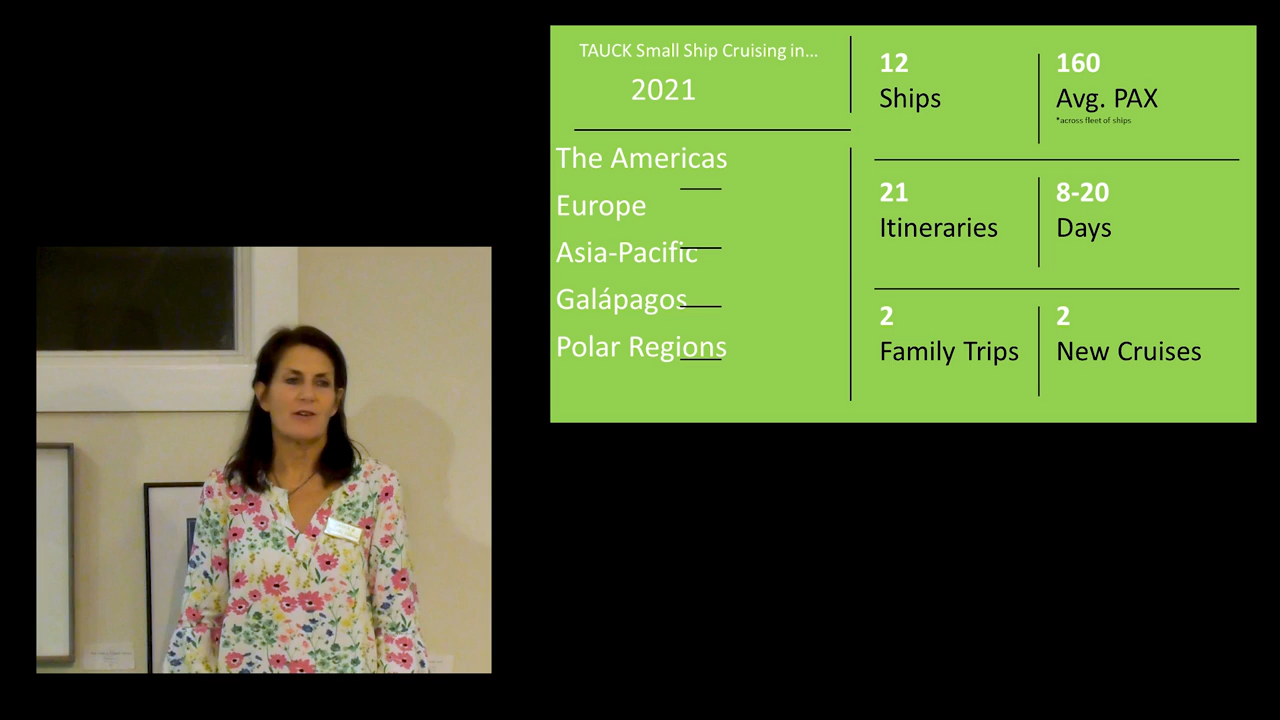 TAUCK Small Ship Cruising in...
2021
The Americas
Europe
Asia-Pacific
Galápagos
Polar Regions
12
Ships
160
Avg. PAX
*across fleet of ships
21
Itineraries
8-20
Days
2
Family Trips
2
New Cruises